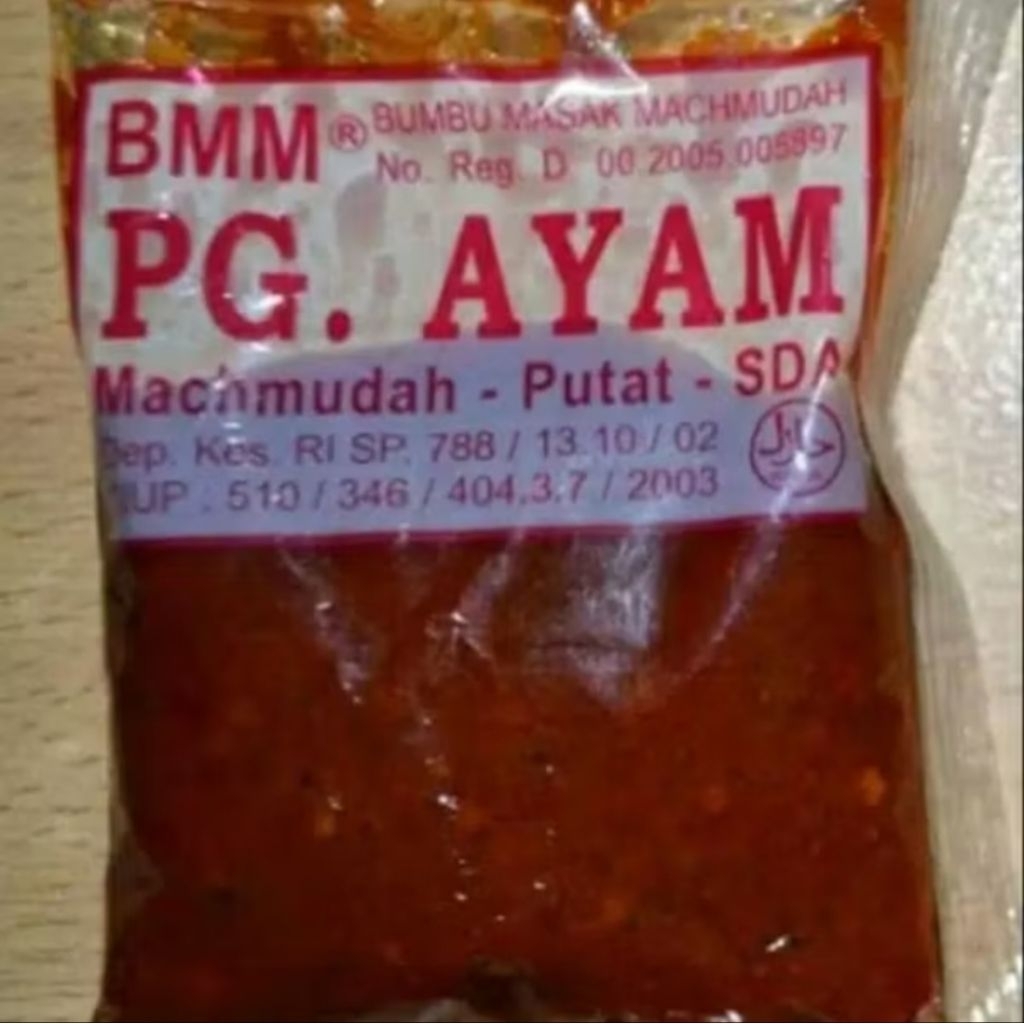 BMM® BUMBU MASAK MACHMUDAH
No. Reg. D. 00.2005.005897
PG. AYAM
Machmudah - Putat - SDA
Dep. Kes. RI SP. 788 / 13.10 / 02
510 / 346 / 404.3.7 / 2003
حلال